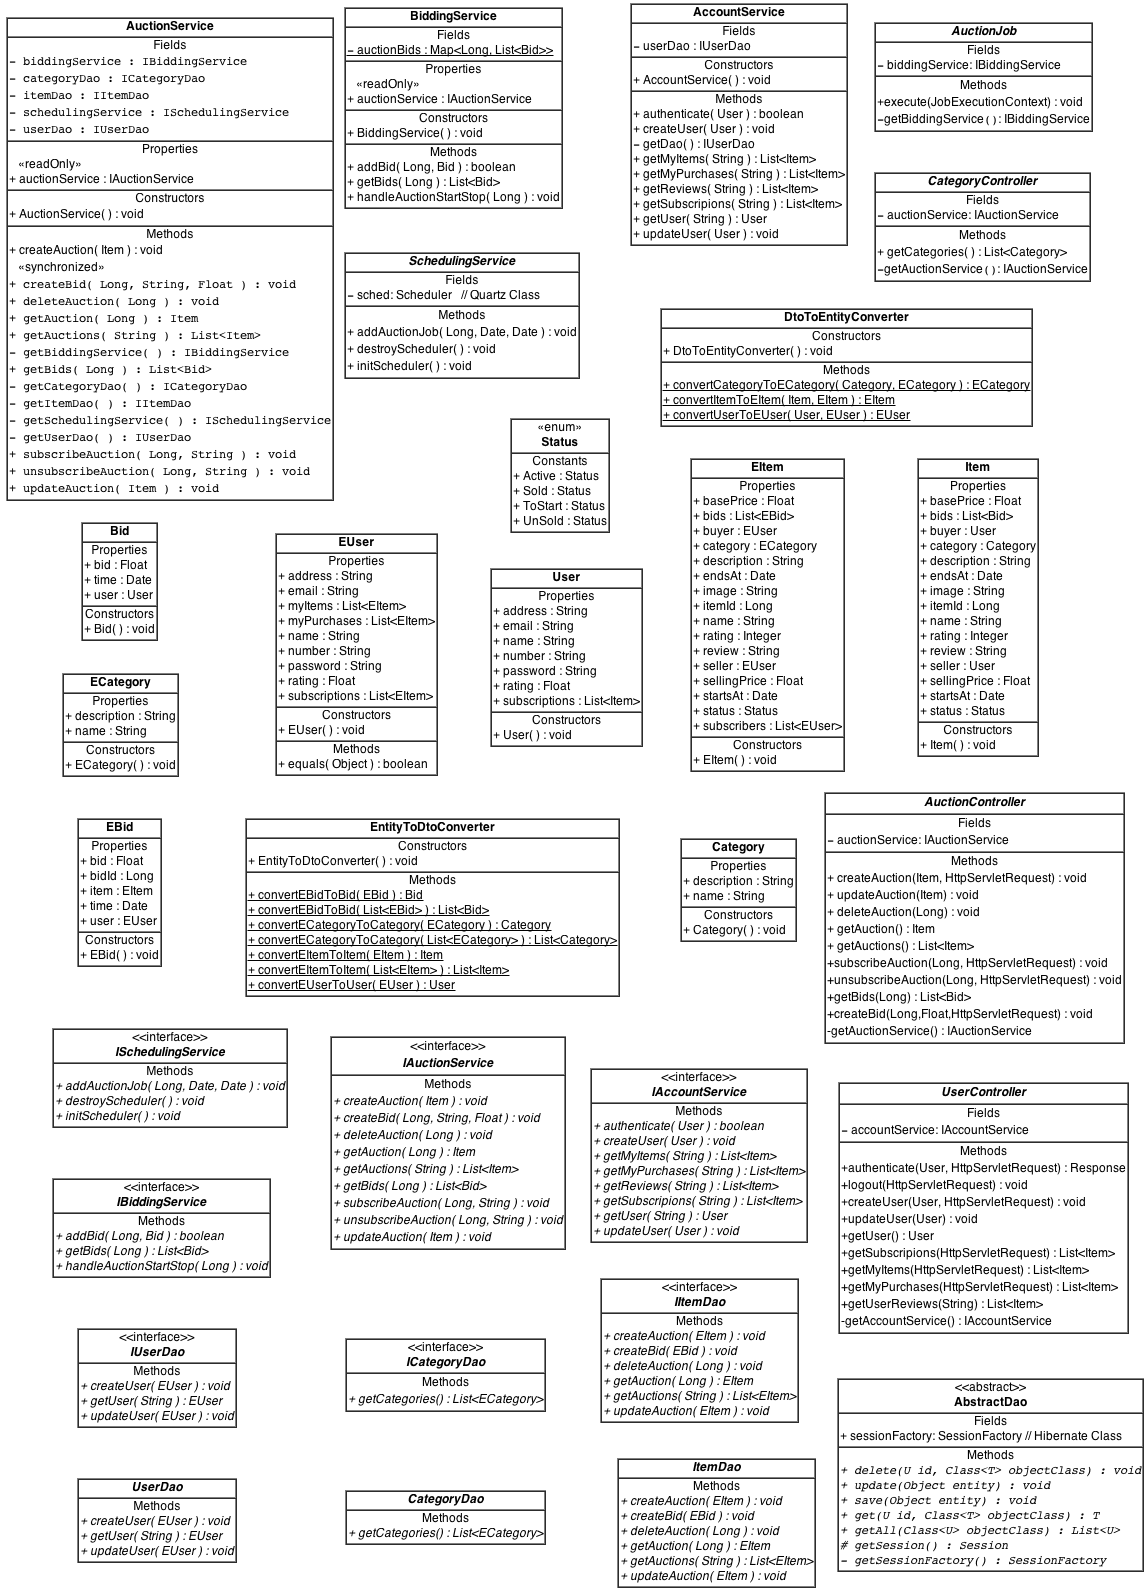 AuctionService
Fields
− biddingService : IBiddingService
− categoryDao : ICategoryDao
− itemDao : IItemDao
− schedulingService : ISchedulingService
− userDao : IUserDao
Properties
«readOnly»
+ auctionService : IAuctionService
Constructors
+ AuctionService( ) : void
Methods
+ createAuction( Item ) : void
«synchronized»
+ createBid( Long, String, Float ) : void
+ deleteAuction( Long ) : void
+ getAuction( Long ) : Item
+ getAuctions( String ) : List<Item>
− getBiddingService( ) : IBiddingService
+ getBids( Long ) : List<Bid>
− getCategoryDao( ) : ICategoryDao
− getItemDao( ) : IItemDao
− getSchedulService( ) : ISchedulingService
− getUserDao( ) : IUserDao
+ subscribeAuction( Long, String ) : void
+ unsubscribeAuction( Long, String ) : void
+ updateAuction( Item ) : void
BiddingService
Fields
− auctionBids : Map<Long, List<Bid>>
Properties
«readOnly»
+ auctionService : IAuctionService
Constructors
+ BiddingService( ) : void
Methods
+ addBid( Long, Bid ) : boolean
+ getBids( Long ) : List<Bid>
+ handleAuctionStartStop( Long ) : void
AccountService
Fields
− userDao : IUserDao
Constructors
+ AccountService( ) : void
Methods
+ authenticate( User ) : boolean
+ createUser( User ) : void
− getDao( ) : IUserDao
+ getMyItems( String ) : List<Item>
+ getMyPurchases( String ) : List<Item>
+ getReviews( String ) : List<Item>
+ getSubscripions( String ) : List<Item>
+ getUser( String ) : User
+ updateUser( User ) : void
AuctionJob
Fields
− biddingService: IBiddingService
Methods
+execute(JobExecutionContext) : void
−getBiddingService(): IBiddingService
CategoryController
Fields
− auctionService: IAuctionService
Methods
+ getCategories() : List<Category>
−getAuctionService(): IAuctionService
SchedulingService
Fields
− sched: Scheduler // Quartz Class
Methods
+ addAuctionJob( Long, Date, Date ) : void
+ destroyScheduler( ) : void
+ initScheduler( ) : void
DtoToEntityConverter
Constructors
+ DtoToEntityConverter( ) : void
Methods
+ convertCategoryToECategory( Category, ECategory ) : ECategory
+ convertItemToEItem( Item, EItem ) : EItem
+ convertUserToEUser( User, EUser ) : EUser
«enum»
Status
Constants
+ Active : Status
+ Sold : Status
+ ToStart : Status
+ UnSold : Status
EItem
Properties
+ basePrice : Float
+ bids : List<EBid>
+ buyer : EUser
+ category : ECategory
+ description : String
+ endsAt : Date
+ image : String
+ itemId : Long
+ name : String
+ rating : Integer
+ review : String
+ seller : EUser
+ sellingPrice : Float
+ startsAt : Date
+ status : Status
+ subscribers : List<EUser>
Constructors
+ EItem( ) : void
Item
Properties
+ basePrice : Float
+ bids : List<Bid>
+ buyer : User
+ category : Category
+ description : String
+ endsAt : Date
+ image : String
+ itemId : Long
+ name : String
+ rating : Integer
+ review : String
+ seller : User
+ sellingPrice : Float
+ startsAt : Date
+ status : Status
Constructors
+ Item( ) : void
Bid
Properties
+ bid : Float
+ time : Date
+ user : User
Constructors
+ Bid( ) : void
EUser
Properties
+ address : String
+ email : String
+ myItems : List<EItem>
+ myPurchases : List<EItem>
+ name : String
+ number : String
+ password : String
+ rating : Float
+ subscriptions : List<EItem>
Constructors
+ EUser( ) : void
Methods
+ equals( Object ) : boolean
User
Properties
+ address : String
+ email : String
+ name : String
+ number : String
+ password : String
+ rating : Float
+ subscriptions : List<Item>
Constructors
+ User( ) : void
ECategory
Properties
+ description : String
+ name : String
Constructors
+ ECategory( ) : void
EBid
Properties
+ bid : Float
+ bidId : Long
+ item : EItem
+ time : Date
+ user : EUser
Constructors
+ EBid( ) : void
EntityToDtoConverter
Constructors
+ EntityToDtoConverter( ) : void
Methods
+ convertEBidToBid( EBid ) : Bid
+ convertEBidToBid( List<EBid> ) : List<Bid>
+ convertECategoryToCategory( ECategory ) : Category
+ convertECategoryToCategory( List<ECategory> ) : List<Category>
+ convertEItemToItem( EItem ) : Item
+ convertEItemToItem( List<EItem> ) : List<Item>
+ convertEUserToUser( EUser ) : User
Category
Properties
+ description : String
+ name : String
Constructors
+ Category( ) : void
AuctionController
Fields
− auctionService: IAuctionService
Methods
+ createAuction(Item, HttpServletRequest) : void
+ updateAuction(Item) : void
+ deleteAuction(Long) : void
+ getAuction() : Item
+ getAuctions() : List<Item>
+subscribeAuction(Long, HttpServletRequest) : void
+unsubscribeAuction(Long, HttpServletRequest) : void
+getBids(Long) : List<Bid>
+createBid(Long,Float,HttpServletRequest) : void
-getAuctionService() : IAuctionService
<<interface>>
ISchedulingService
Methods
+ addAuctionJob( Long, Date, Date ) : void
+ destroyScheduler( ) : void
+ initScheduler( ) : void
<<interface>>
IAuctionService
Methods
+ createAuction( Item ) : void
+ createBid( Long, String, Float ) : void
+ deleteAuction( Long ) : void
+ getAuction( Long ) : Item
+ getAuctions( String ) : List<Item>
+ getBids( Long ) : List<Bid>
+ subscribeAuction( Long, String ) : void
+ unsubscribeAuction( Long, String ) : void
+ updateAuction( Item ) : void
<<interface>>
IAccountService
Methods
+ authenticate( User ) : boolean
+ createUser( User ) : void
+ getMyItems( String ) : List<Item>
+ getMyPurchases( String ) : List<Item>
+ getReviews( String ) : List<Item>
+ getSubscripions( String ) : List<Item>
+ getUser( String ) : User
+ updateUser( User ) : void
UserController
Fields
− accountService: IAccountService
Methods
+authenticate(User, HttpServletRequest) : Response
+logout(HttpServletRequest) : void
+createUser(User, HttpServletRequest) : void
+updateUser(User) : void
+getUser() : User
+getSubscripions(HttpServletRequest) : List<Item>
+getMyItems(HttpServletRequest) : List<Item>
+getMyPurchases(HttpServletRequest) : List<Item>
+getUserReviews(String) : List<Item>
-getAccountService() : IAccountService
<<interface>>
IBiddingService
Methods
+ addBid( Long, Bid ) : boolean
+ getBids( Long ) : List<Bid>
+ handleAuctionStartStop( Long ) : void
<<interface>>
IItemDao
Methods
+ createAuction( EItem ) : void
+ createBid( EBid ) : void
+ deleteAuction( Long ) : void
+ getAuction( Long ) : EItem
+ getAuctions( String ) : List<EItem>
+ updateAuction( EItem ) : void
<<interface>>
IUserDao
Methods
+ createUser( EUser ) : void
+ getUser( String ) : EUser
+ updateUser( EUser ) : void
<<interface>>
ICategoryDao
Methods
+ getCategories() : List<ECategory>
<<abstract>>
AbstractDao
Fields
+ sessionFactory: SessionFactory // Hibernate Class
Methods
+ delete(U id, Class<T> objectClass) : void
+ update(Object entity) : void
+ save(Object entity) : void
+ get(U id, Class<T> objectClass) : T
+ getAll(Class<U> objectClass) : List<U>
# getSession() : Session
− getSessionFactory() : SessionFactory
UserDao
Methods
+ createUser( EUser ) : void
+ getUser( String ) : EUser
+ updateUser( EUser ) : void
CategoryDao
Methods
+ getCategories() : List<ECategory>
ItemDao
Methods
+ createAuction( EItem ) : void
+ createBid( EBid ) : void
+ deleteAuction( Long ) : void
+ getAuction( Long ) : EItem
+ getAuctions( String ) : List<EItem>
+ updateAuction( EItem ) : void